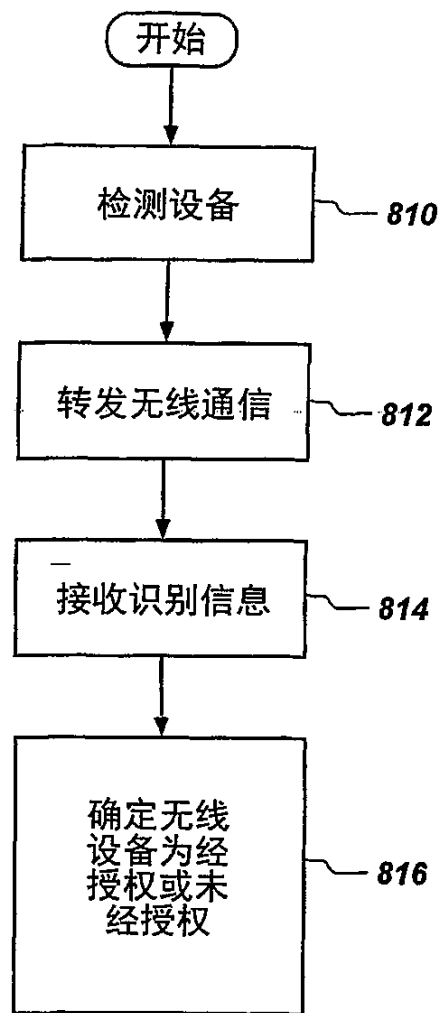 开始
检测设备
810
转发无线通信
812
接收识别信息
814
确定无线
设备为经
授权或未
经授权
816